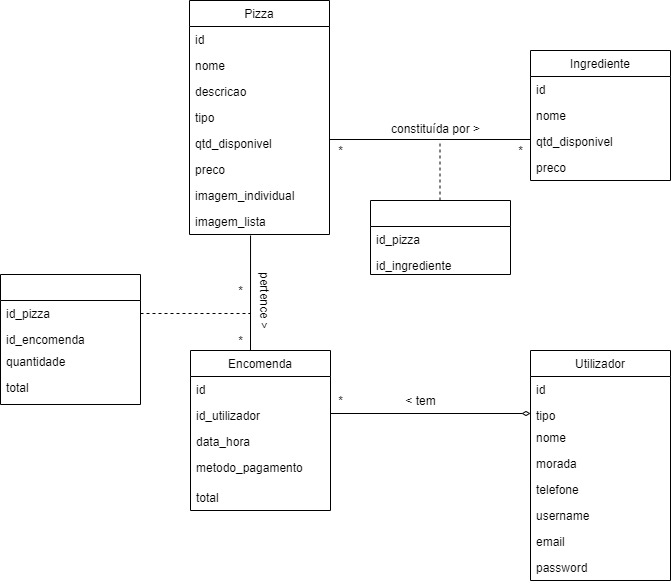 Pizza
id
nome
descricao
tipo
qtd_disponivel
preco
imagem_individual
imagem_lista
Ingrediente
id
nome
qtd_disponivel
preco
constituída por >
*
*
id_pizza
id_ingrediente
pertence >
*
*
id_pizza
id_encomenda
quantidade
total
Encomenda
id
id_utilizador
data_hora
metodo_pagamento
total
*
< tem
Utilizador
id
tipo
nome
morada
telefone
username
email
password